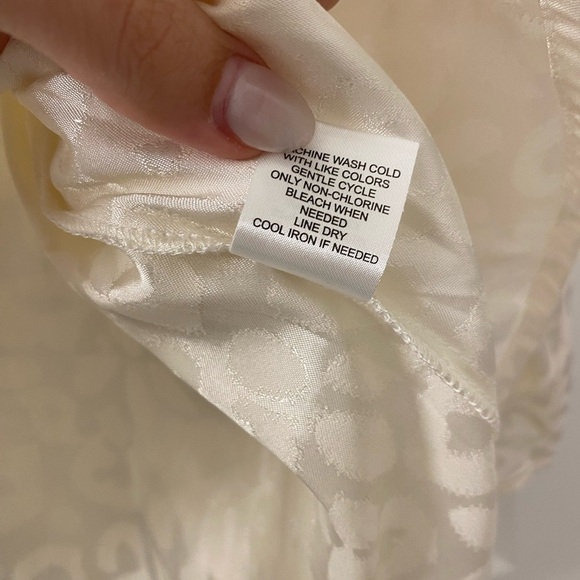 WASH COLD
WITH LIKE COLORS
GENTLE CYCLE
ONLY NON-CHLORINE
BLEACH WHEN
NEEDED
LINE DRY
COOL IRON IF NEEDED